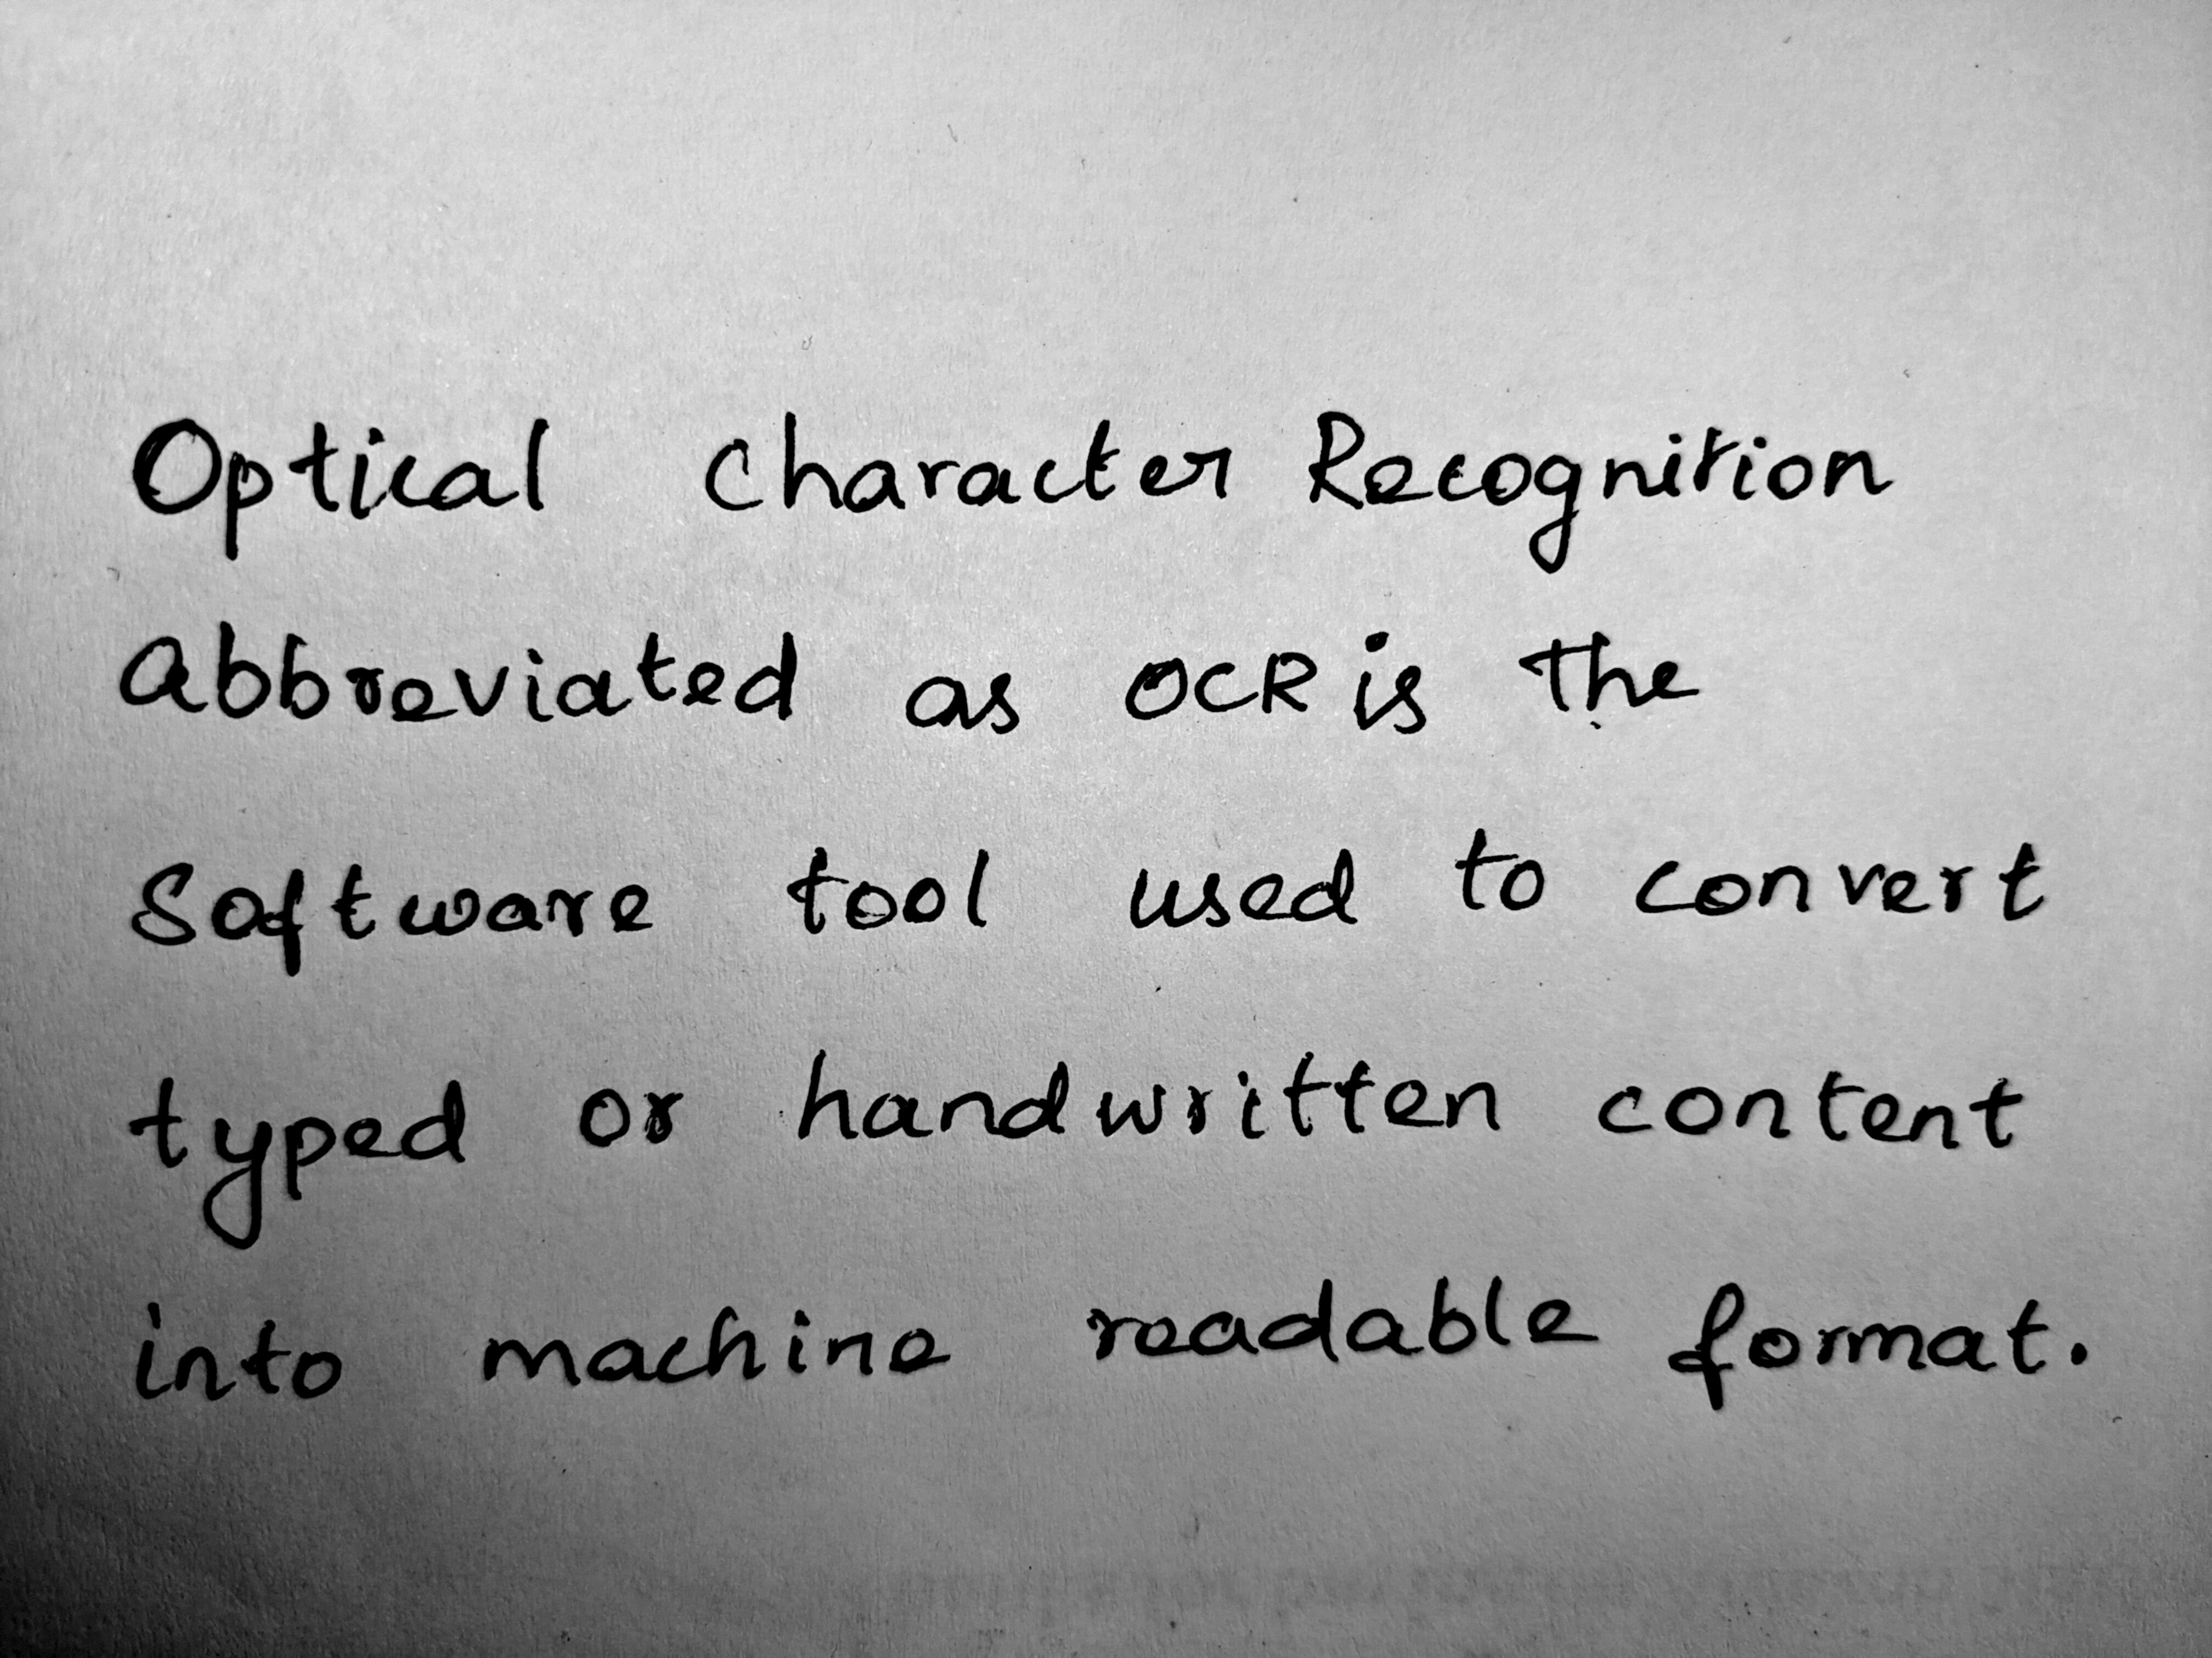 Optical Character Recognition
abbreviated as OCR is the
Software tool used to convert
typed or handwritten content
into machine readable format.